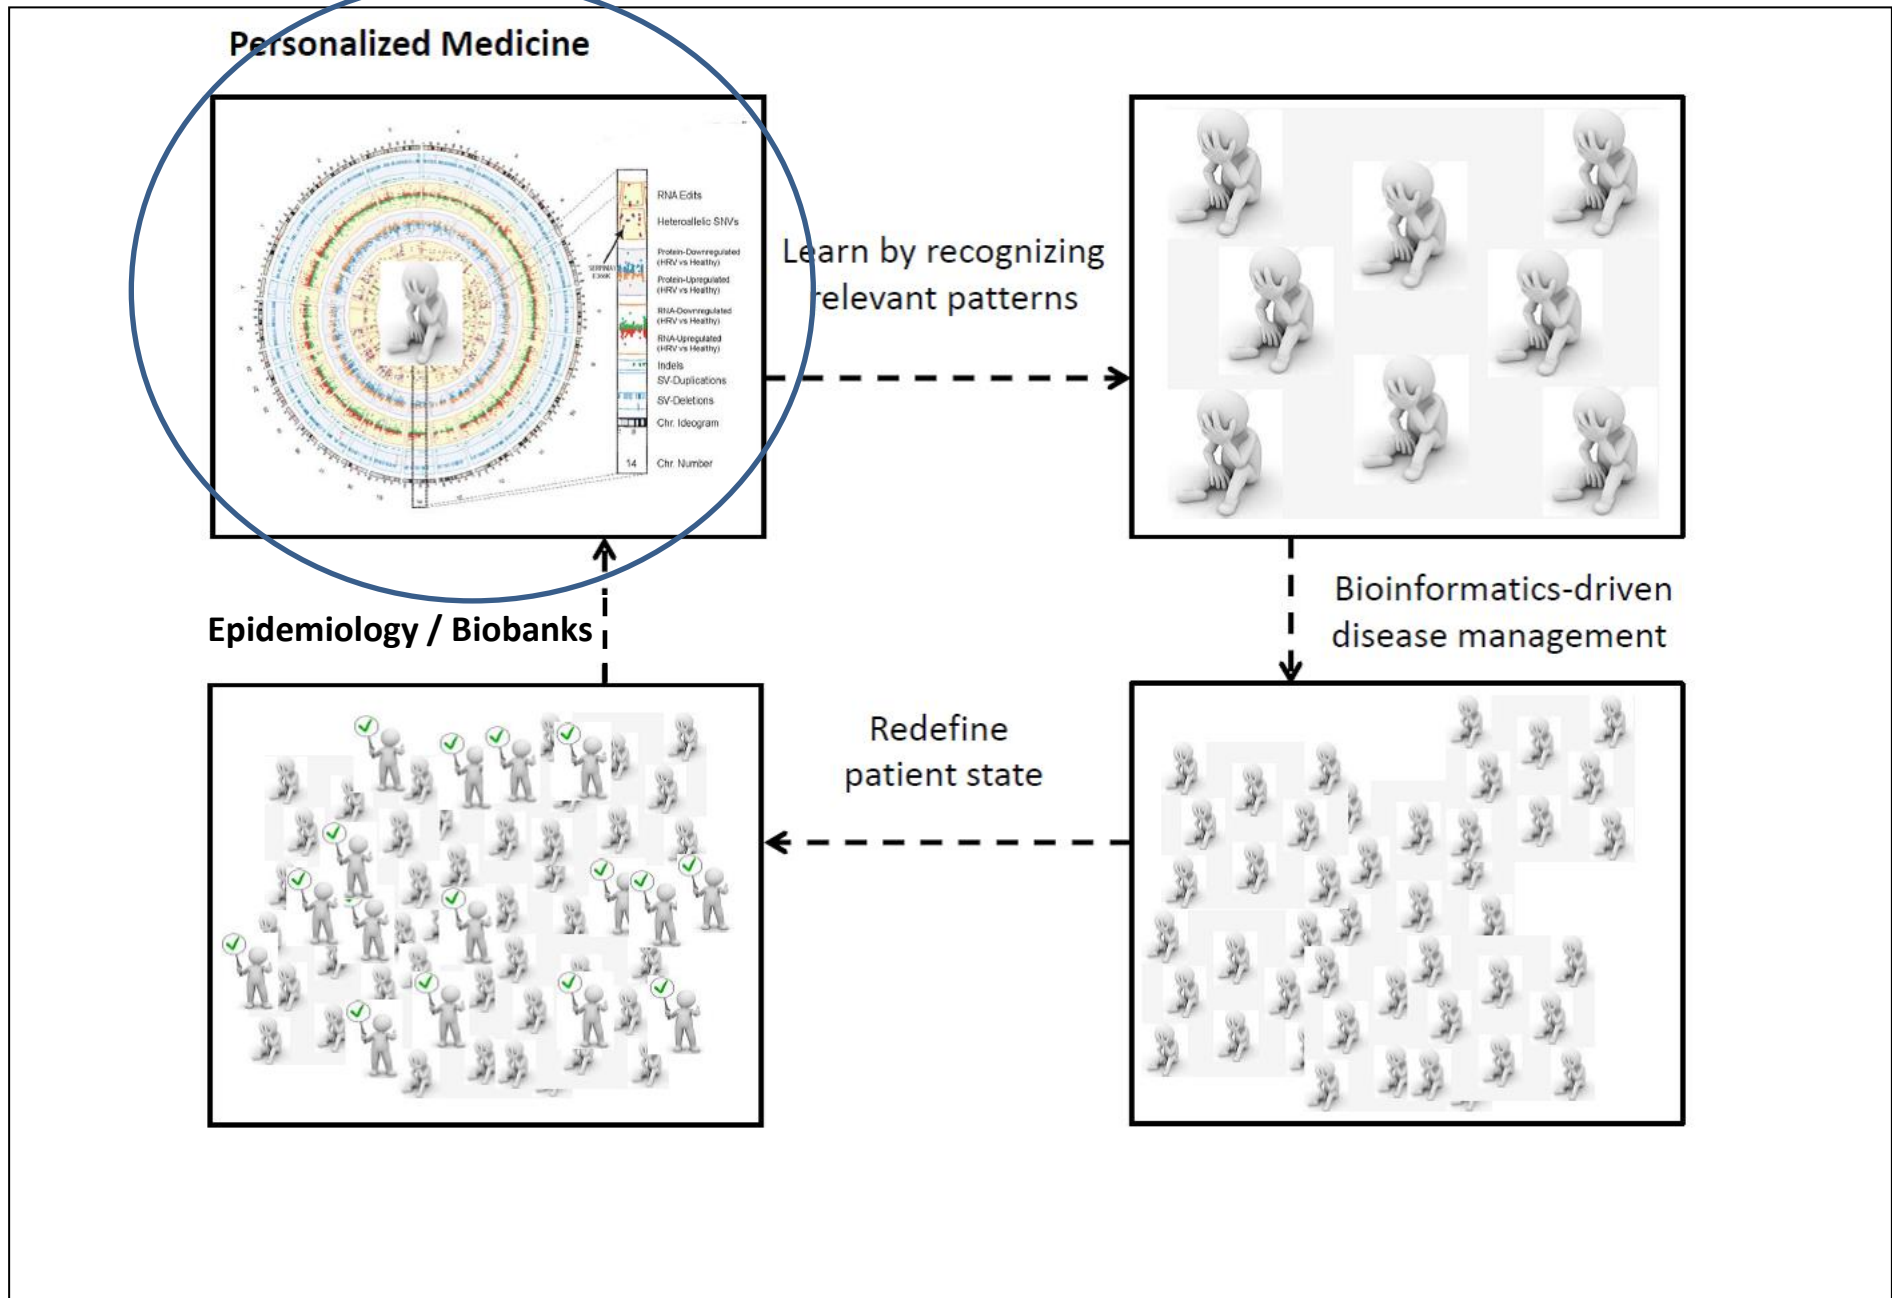 Personalized Medicine
RNA Edits
Heteroallelic SNVs
Protein-Downregulated
(HRV vs Healthy)
Protein-Upregulated
(HRV vs Healthy)
RNA-Downregulated
(HRV vs Healthy)
RNA-Upregulated
(HRV vs Healthy)
Indels
SV-Duplications
SV-Deletions
Chr. Ideogram
14 Chr. Number
Learn by recognizing
relevant patterns
Bioinformatics-driven
disease management
Epidemiology / Biobanks
Redefine
patient state